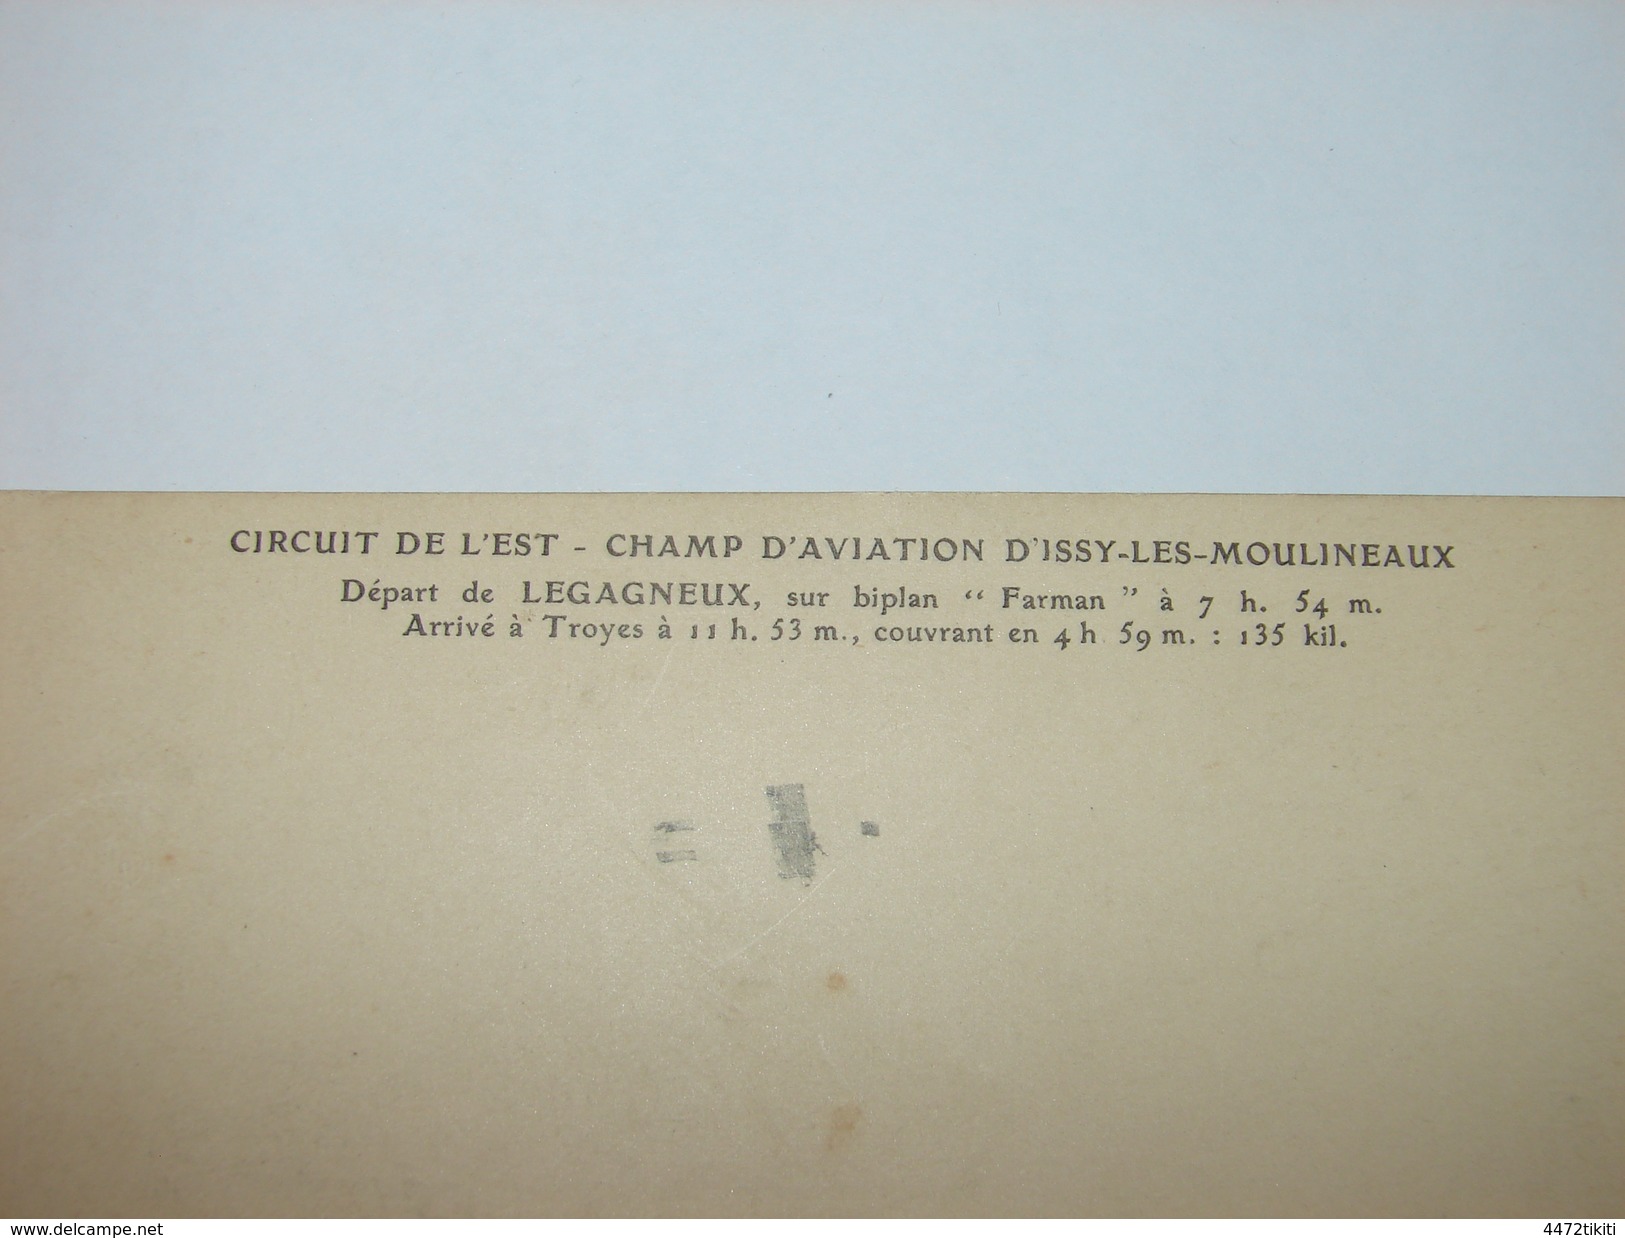 CIRCUIT DE L'EST - CHAMP D'AVIATION D'ISSY-LES-MOULINEAUX
Départ de LEGAGNEUX, sur biplan “ Farman ” à 7 h. 54 m.
Arrivé à Troyes à 11 h. 53 m., couvrant en 4 h 59 m. : 135 kil.
www.delcampe.net
4472tikiti